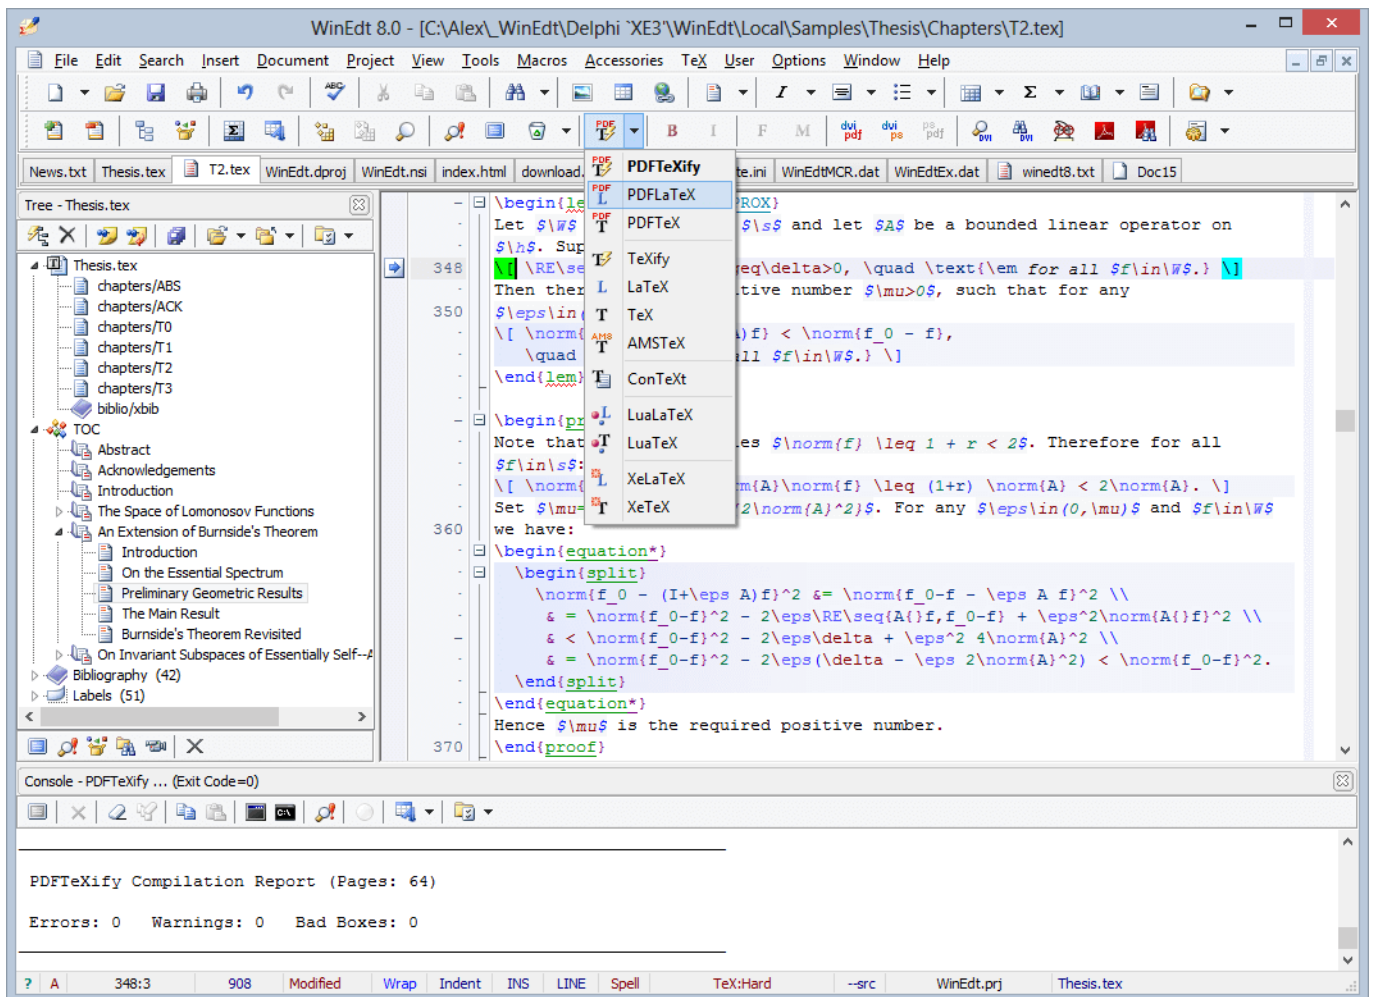 WinEdt 8.0 - [C:\Alex\_WinEdt\Delphi `XE3'\WinEdt\Local\Samples\Thesis\Chapters\T2.tex]
File Edit Search Insert Document Project View Tools Macros Accessories TeX User Options Window Help
News.txt Thesis.tex T2.tex WinEdt.dproj WinEdt.nsi index.html download. te.ini WinEdtMCR.dat WinEdtEx.dat winedt8.txt Doc15
Tree - Thesis.tex
Thesis.tex
chapters/ABS
chapters/ACK
chapters/T0
chapters/T1
chapters/T2
chapters/T3
biblio/xbib
TOC
Abstract
Acknowledgements
Introduction
The Space of Lomonosov Functions
An Extension of Burnside's Theorem
Introduction
On the Essential Spectrum
Preliminary Geometric Results
The Main Result
Burnside's Theorem Revisited
On Invariant Subspaces of Essentially Self--A
Bibliography (42)
Labels (51)
PDFTeXify
PDFLaTeX
PDFTeX
TeXify
LaTeX
TeX
AMSTeX
ConTeXt
LuaLaTeX
LuaTeX
XeLaTeX
XeTeX
\begin{le PROX}
Let $\W$ $\s$ and let $A$ be a bounded linear operator on
$\h$. Sup
348 \[ \RE\se geq\delta>0, \quad \text{\em for all $f\in\W$.} \]
Then ther tive number $\mu>0$, such that for any
350 $\eps\in(
\[ \norm{ A)f} < \norm{f_0 - f},
\quad all $f\in\W$.} \]
\end{lem}
\begin{pr
Note that es $\norm{f} \leq 1 + r < 2$. Therefore for all
$f\in\s$:
\[ \norm{ rm{A}\norm{f} \leq (1+r) \norm{A} < 2\norm{A}. \]
Set $\mu= 2\norm{A}^2}$. For any $\eps\in(0,\mu)$ and $f\in\W$
360 we have:
\begin{equation*}
\begin{split}
\norm{f_0 - (I+\eps A)f}^2 &= \norm{f_0-f - \eps A f}^2 \\
& = \norm{f_0-f}^2 - 2\eps\RE\seq{A{}f,f_0-f} + \eps^2\norm{A{}f}^2 \\
& < \norm{f_0-f}^2 - 2\eps\delta + \eps^2 4\norm{A}^2 \\
& = \norm{f_0-f}^2 - 2\eps(\delta - \eps 2\norm{A}^2) < \norm{f_0-f}^2.
\end{split}
\end{equation*}
Hence $\mu$ is the required positive number.
370 \end{proof}
Console - PDFTeXify ... (Exit Code=0)
PDFTeXify Compilation Report (Pages: 64)
Errors: 0 Warnings: 0 Bad Boxes: 0
? A 348:3 908 Modified Wrap Indent INS LINE Spell TeX:Hard --src WinEdt.prj Thesis.tex